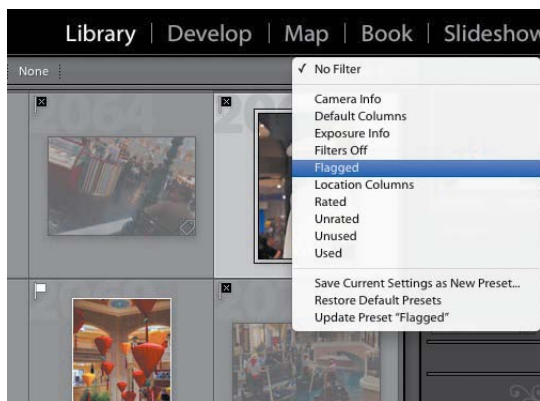 Library | Develop | Map | Book | Slideshow
None
✓ No Filter
Camera Info
Default Columns
Exposure Info
Filters Off
Flagged
Location Columns
Rated
Unrated
Unused
Used
Save Current Settings as New Preset...
Restore Default Presets
Update Preset "Flagged"
2064